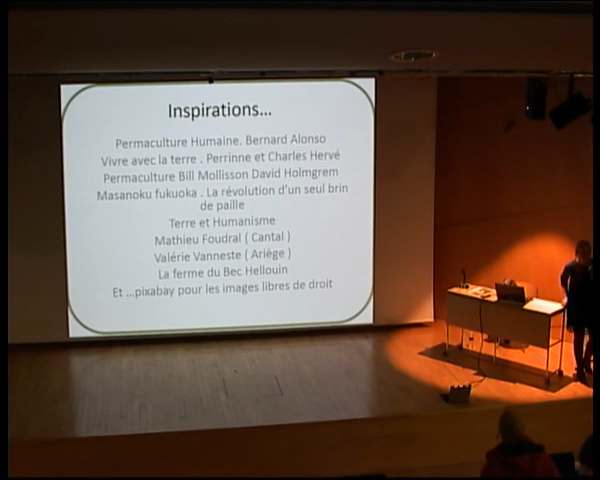 Inspirations...
Permaculture Humaine. Bernard Alonso
Vivre avec la terre . Perrinne et Charles Hervé
Permaculture Bill Mollisson David Holmgrem
Masanoku fukuoka . La révolution d'un seul brin
de paille
Terre et Humanisme
Mathieu Foudral ( Cantal )
Valérie Vanneste ( Ariège )
La ferme du Bec Hellouin
Et ...pixabay pour les images libres de droit